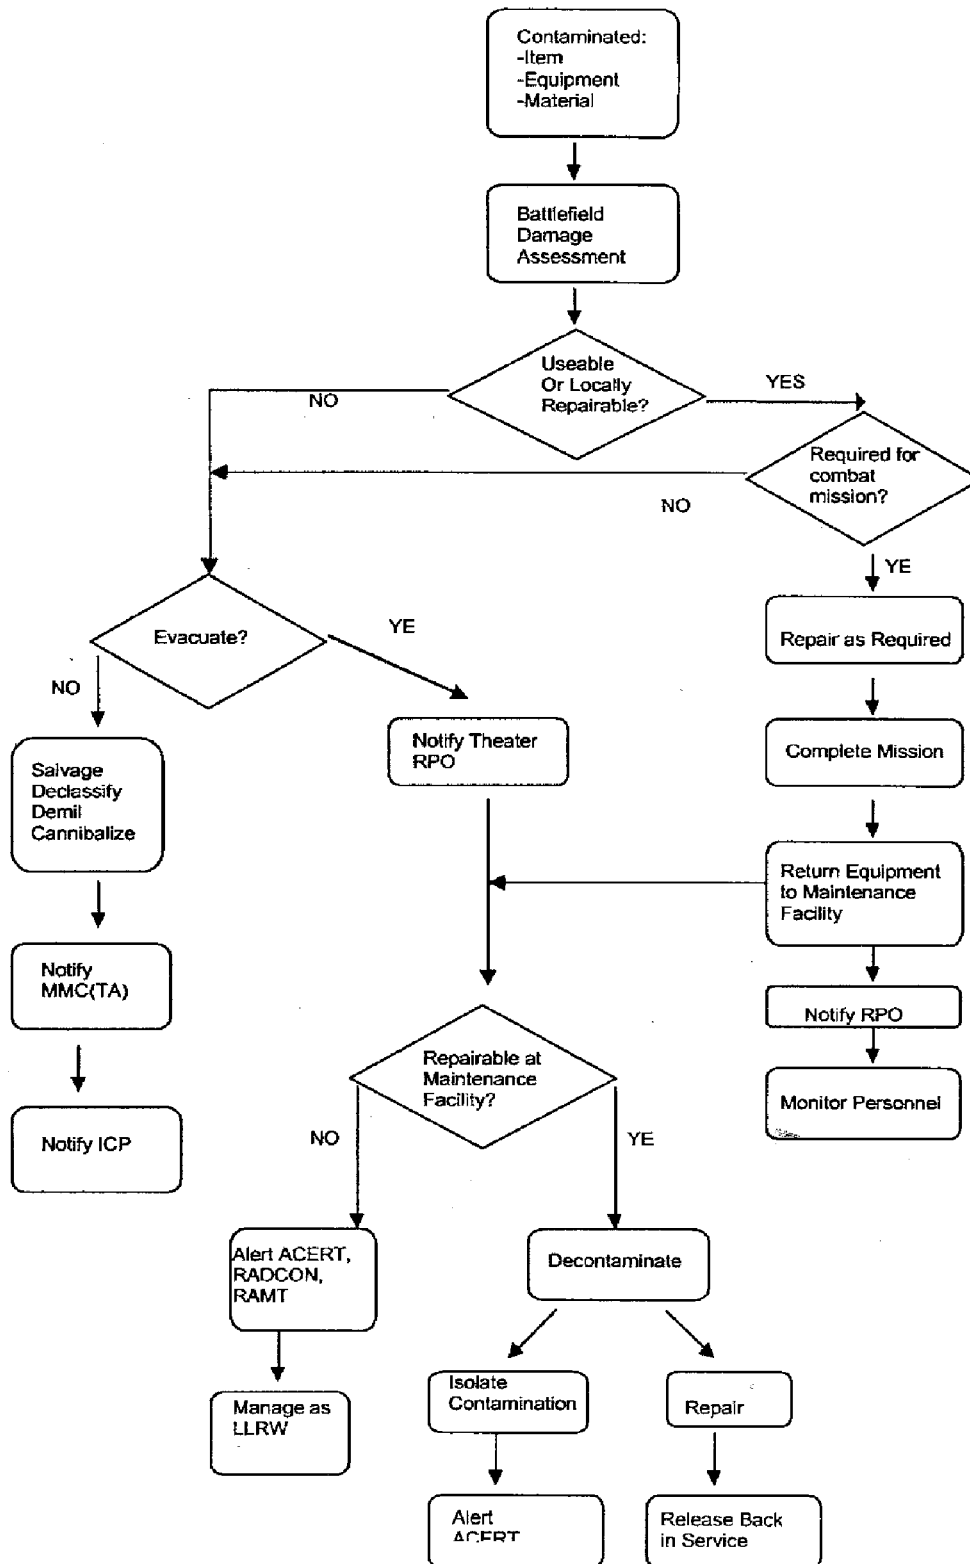 Contaminated:
-Item
-Equipment
-Material
Battlefield
Damage
Assessment
Useable
Or Locally
Repairable?
NO
YES
Required for
combat
mission?
NO
YE
Evacuate?
YE
NO
Repair as Required
Notify Theater
RPO
Complete Mission
Salvage
Declassify
Demil
Cannibalize
Return Equipment
to Maintenance
Facility
Notify
MMC(TA)
Notify RPO
Repairable at
Maintenance
Facility?
Monitor Personnel
NO
YE
Notify ICP
Alert ACERT,
RADCON,
RAMT
Decontaminate
Isolate
Contamination
Repair
Manage as
LLRW
Alert
ACERT
Release Back
in Service